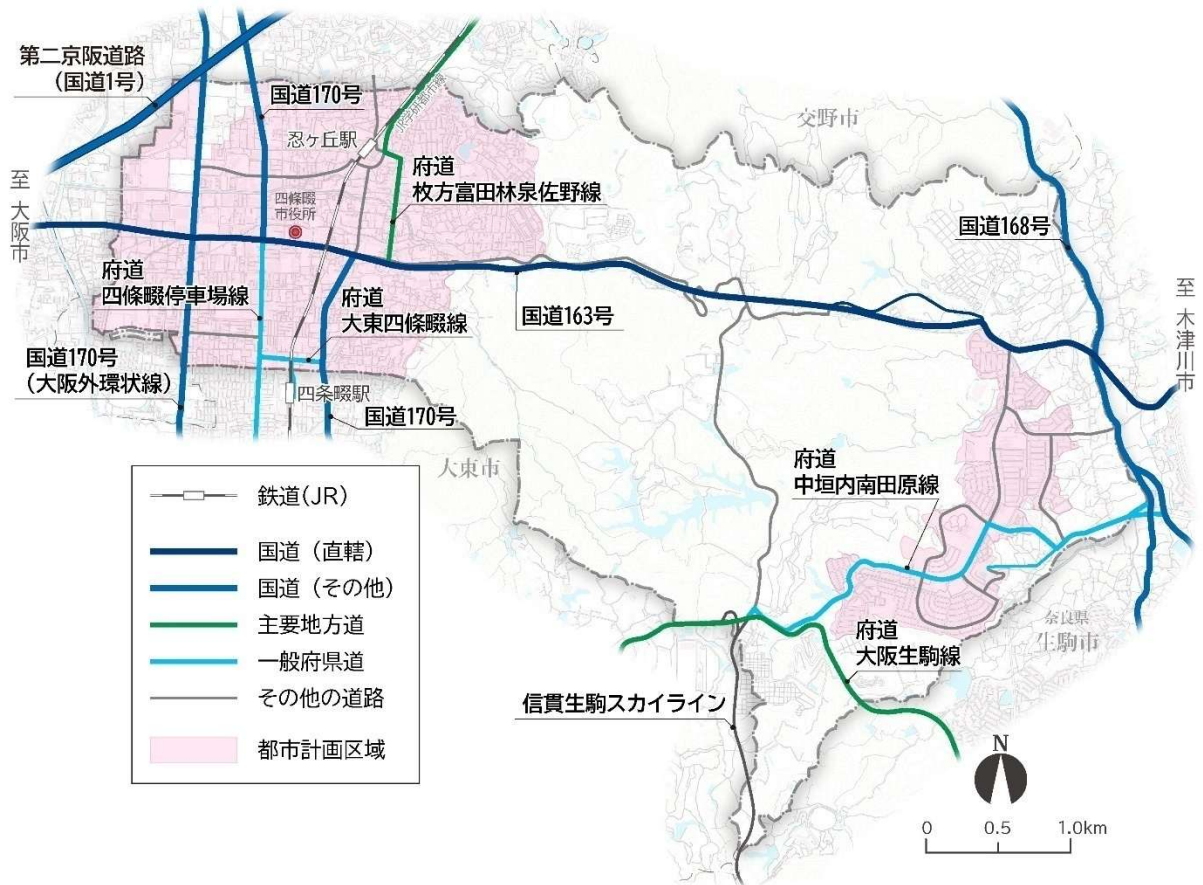 第二京阪道路
(国道1号)
国道170号
忍ヶ丘駅
JR学研都市線
交野市
府道
枚方富田林泉佐野線
至 大阪市
四條畷
市役所
国道168号
府道
四條畷停車場線
府道
大東四條畷線
国道163号
至 木津川市
国道170号
(大阪外環状線)
四条畷駅
国道170号
大東市
府道
中垣内南田原線
鉄道(JR)
国道(直轄)
国道(その他)
主要地方道
一般府県道
その他の道路
都市計画区域
奈良県
生駒市
府道
大阪生駒線
信貴生駒スカイライン
N
0 0.5 1.0km